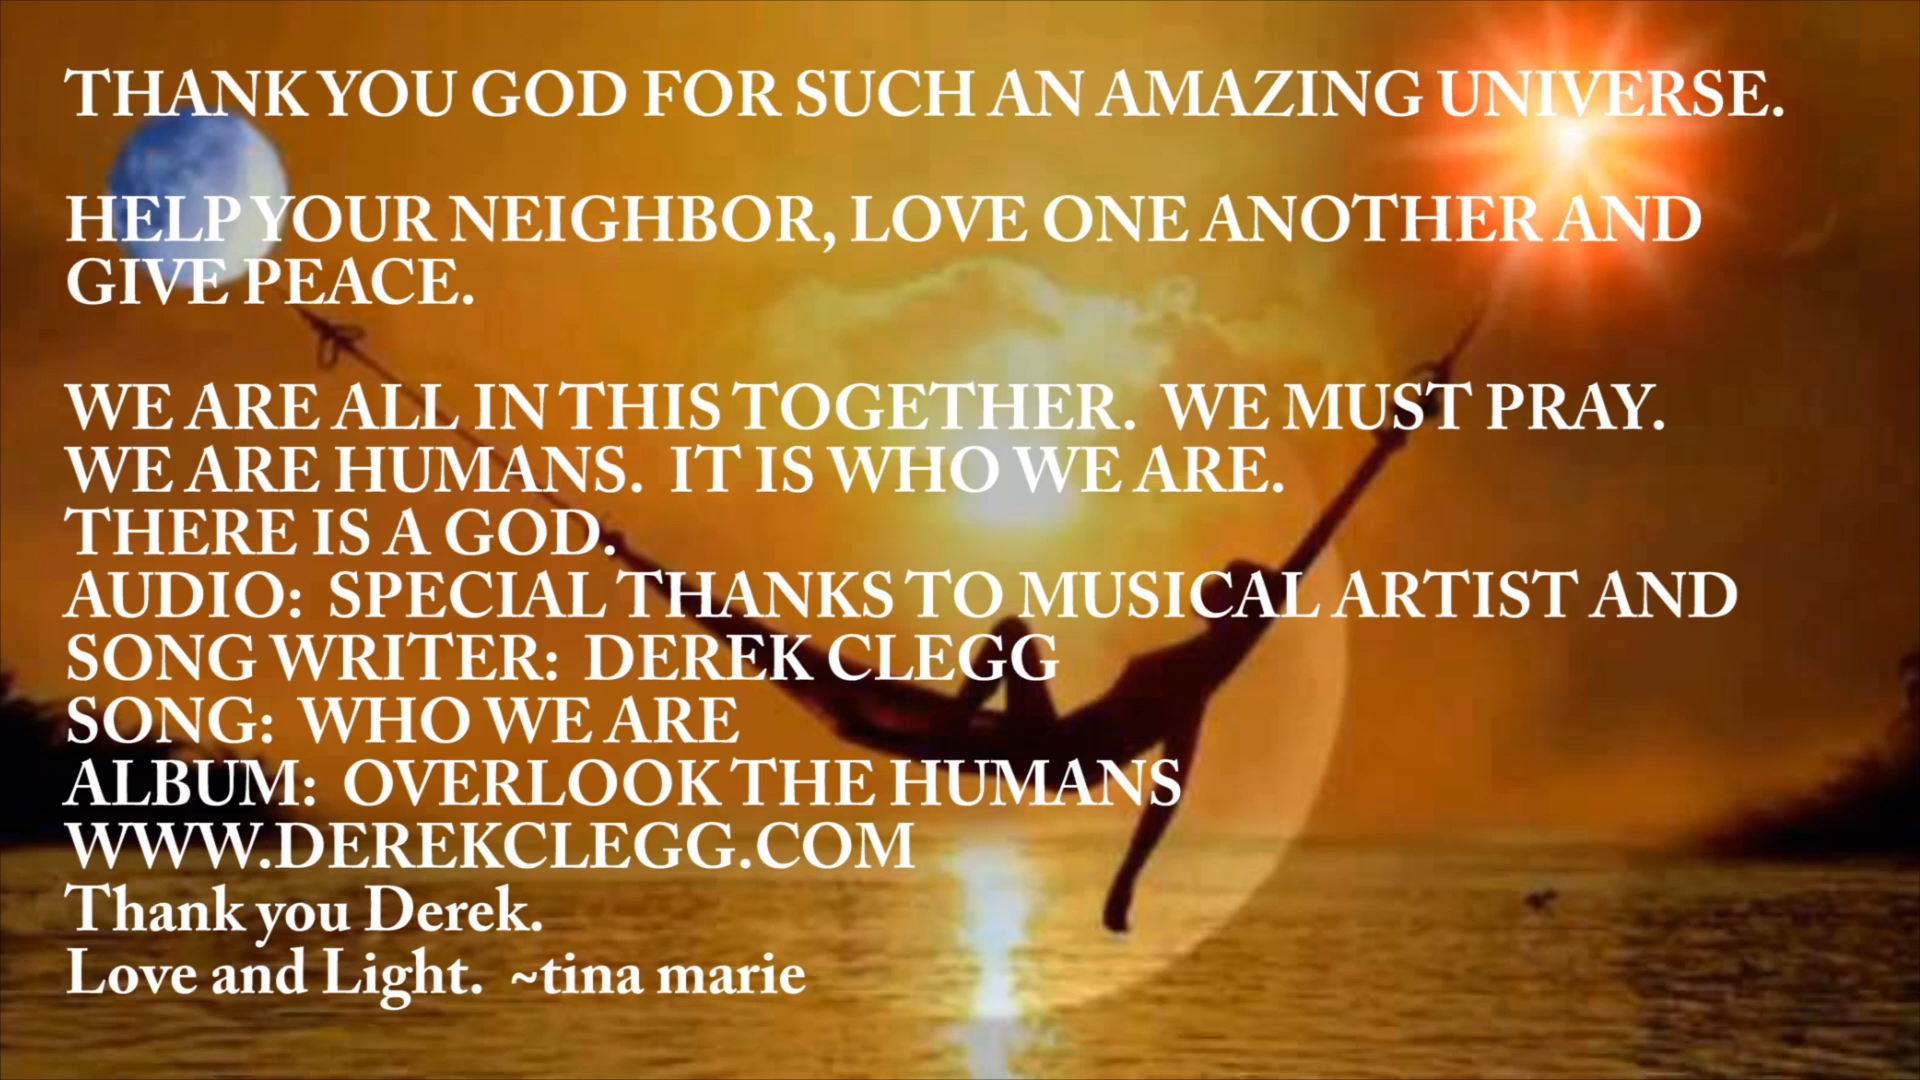 THANK YOU GOD FOR SUCH AN AMAZING UNIVERSE.
HELP YOUR NEIGHBOR, LOVE ONE ANOTHER AND
GIVE PEACE.
WE ARE ALL IN THIS TOGETHER.  WE MUST PRAY.
WE ARE HUMANS.  IT IS WHO WE ARE.
THERE IS A GOD.
AUDIO:  SPECIAL THANKS TO MUSICAL ARTIST AND
SONG WRITER:  DEREK CLEGG
SONG:  WHO WE ARE
ALBUM:  OVERLOOK THE HUMANS
WWW.DEREKCLEGG.COM
Thank you Derek.
Love and Light.  ~tina marie